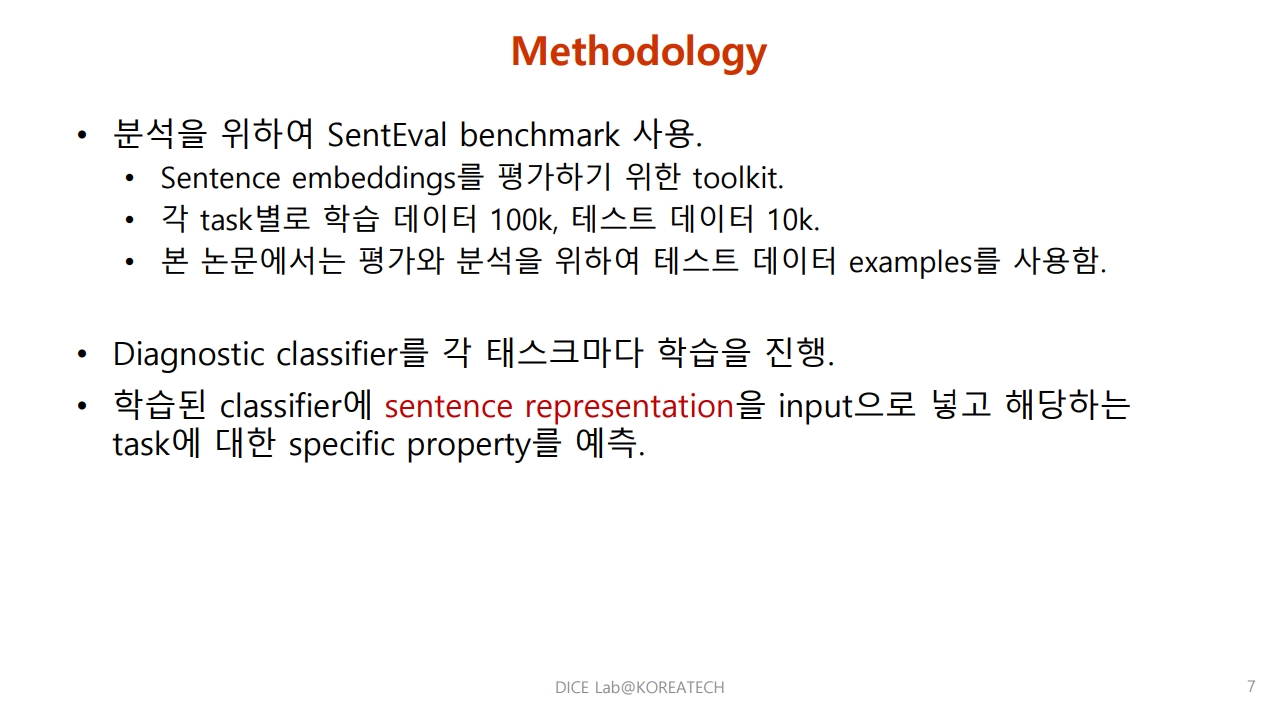 Methodology
• 분석을 위하여 SentEval benchmark 사용.
• Sentence embeddings를 평가하기 위한 toolkit.
• 각 task별로 학습 데이터 100k, 테스트 데이터 10k.
• 본 논문에서는 평가와 분석을 위하여 테스트 데이터 examples를 사용함.
• Diagnostic classifier를 각 태스크마다 학습을 진행.
• 학습된 classifier에 sentence representation을 input으로 넣고 해당하는
task에 대한 specific property를 예측.
DICE Lab@KOREATECH
7